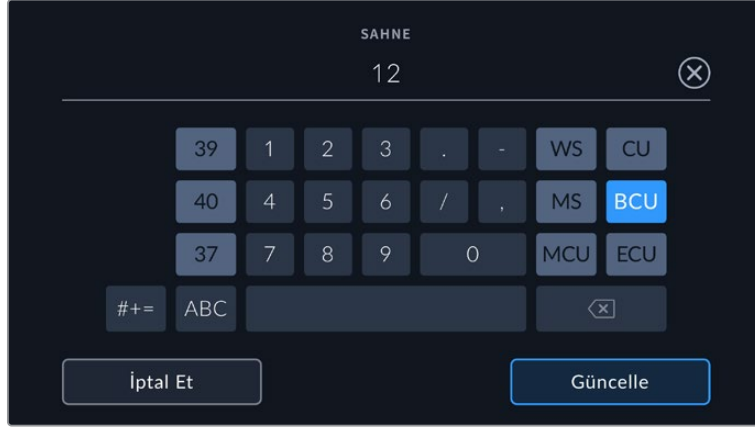 SAHNE
12
39 1 2 3 . - WS CU
40 4 5 6 / , MS BCU
37 7 8 9 0 MCU ECU
#+= ABC
İptal Et Güncelle